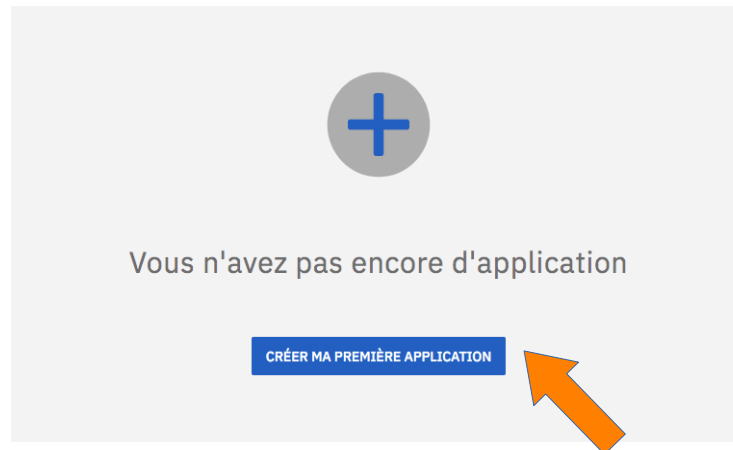 Vous n'avez pas encore d'application
CRÉER MA PREMIÈRE APPLICATION